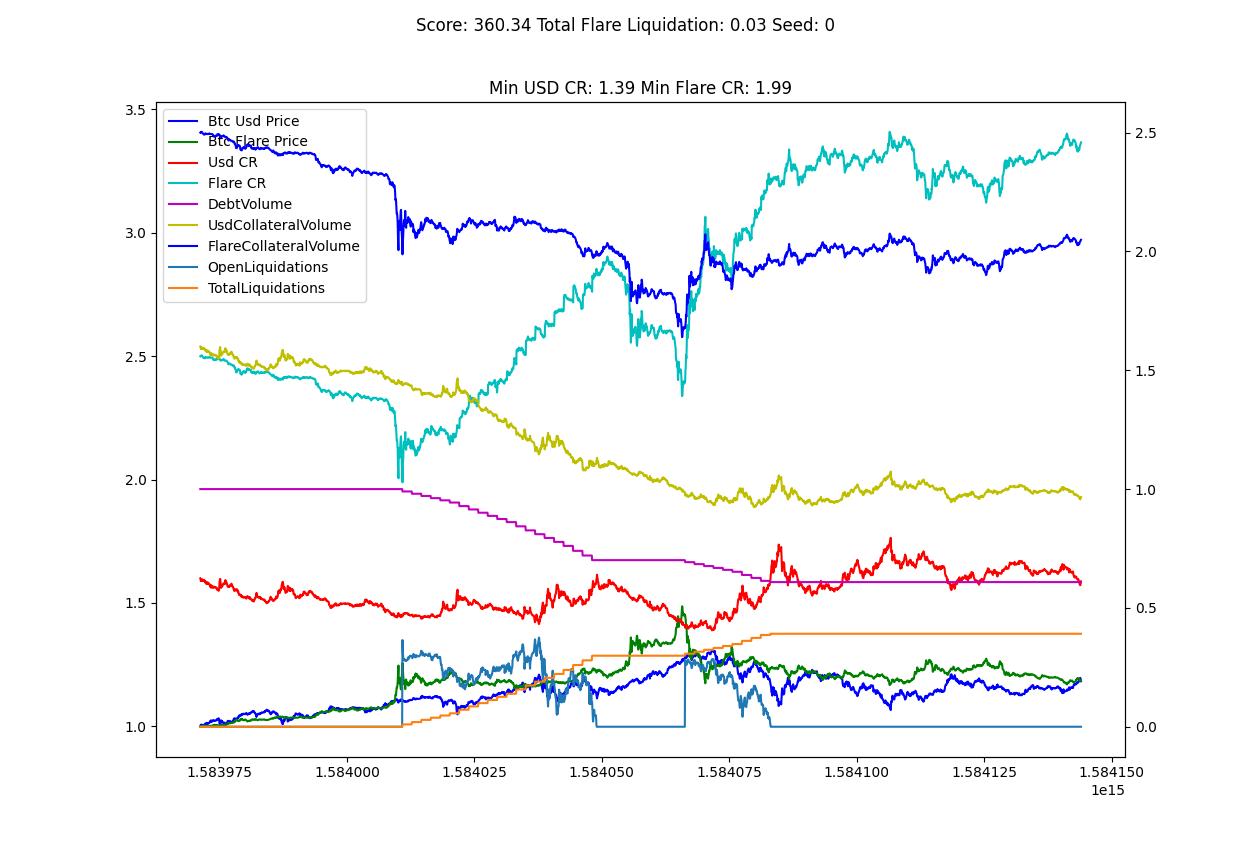 Score: 360.34 Total Flare Liquidation: 0.03 Seed: 0
Min USD CR: 1.39 Min Flare CR: 1.99
3.5
3.0
2.5
2.0
1.5
1.0
Btc Usd Price
Btc Flare Price
Usd CR
Flare CR
DebtVolume
UsdCollateralVolume
FlareCollateralVolume
OpenLiquidations
TotalLiquidations
2.5
2.0
1.5
1.0
0.5
0.0
1.583975 1.584000 1.584025 1.584050 1.584075 1.584100 1.584125 1.584150
1e15